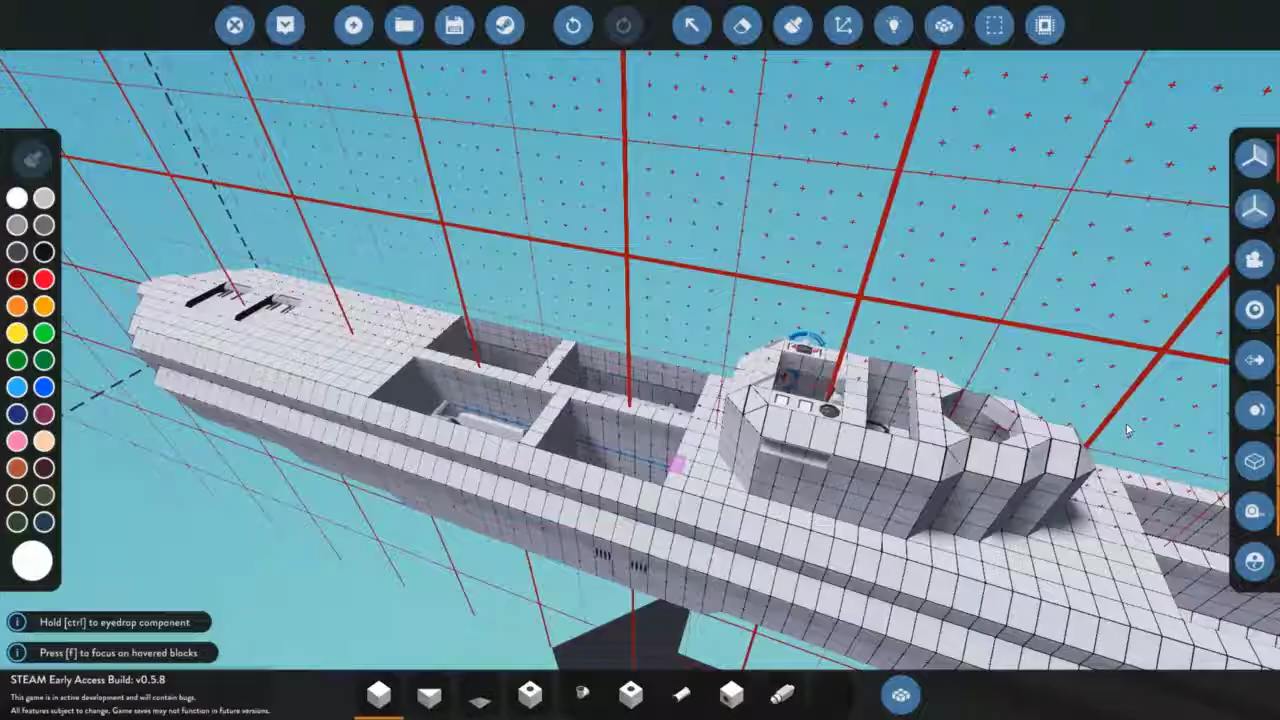 Hold [ctrl] to eyedrop component
Press [f] to focus on hovered blocks
STEAM Early Access Build: v0.5.8
This game is in active development and will contain bugs.
All features subject to change. Game saves may not function in future versions.